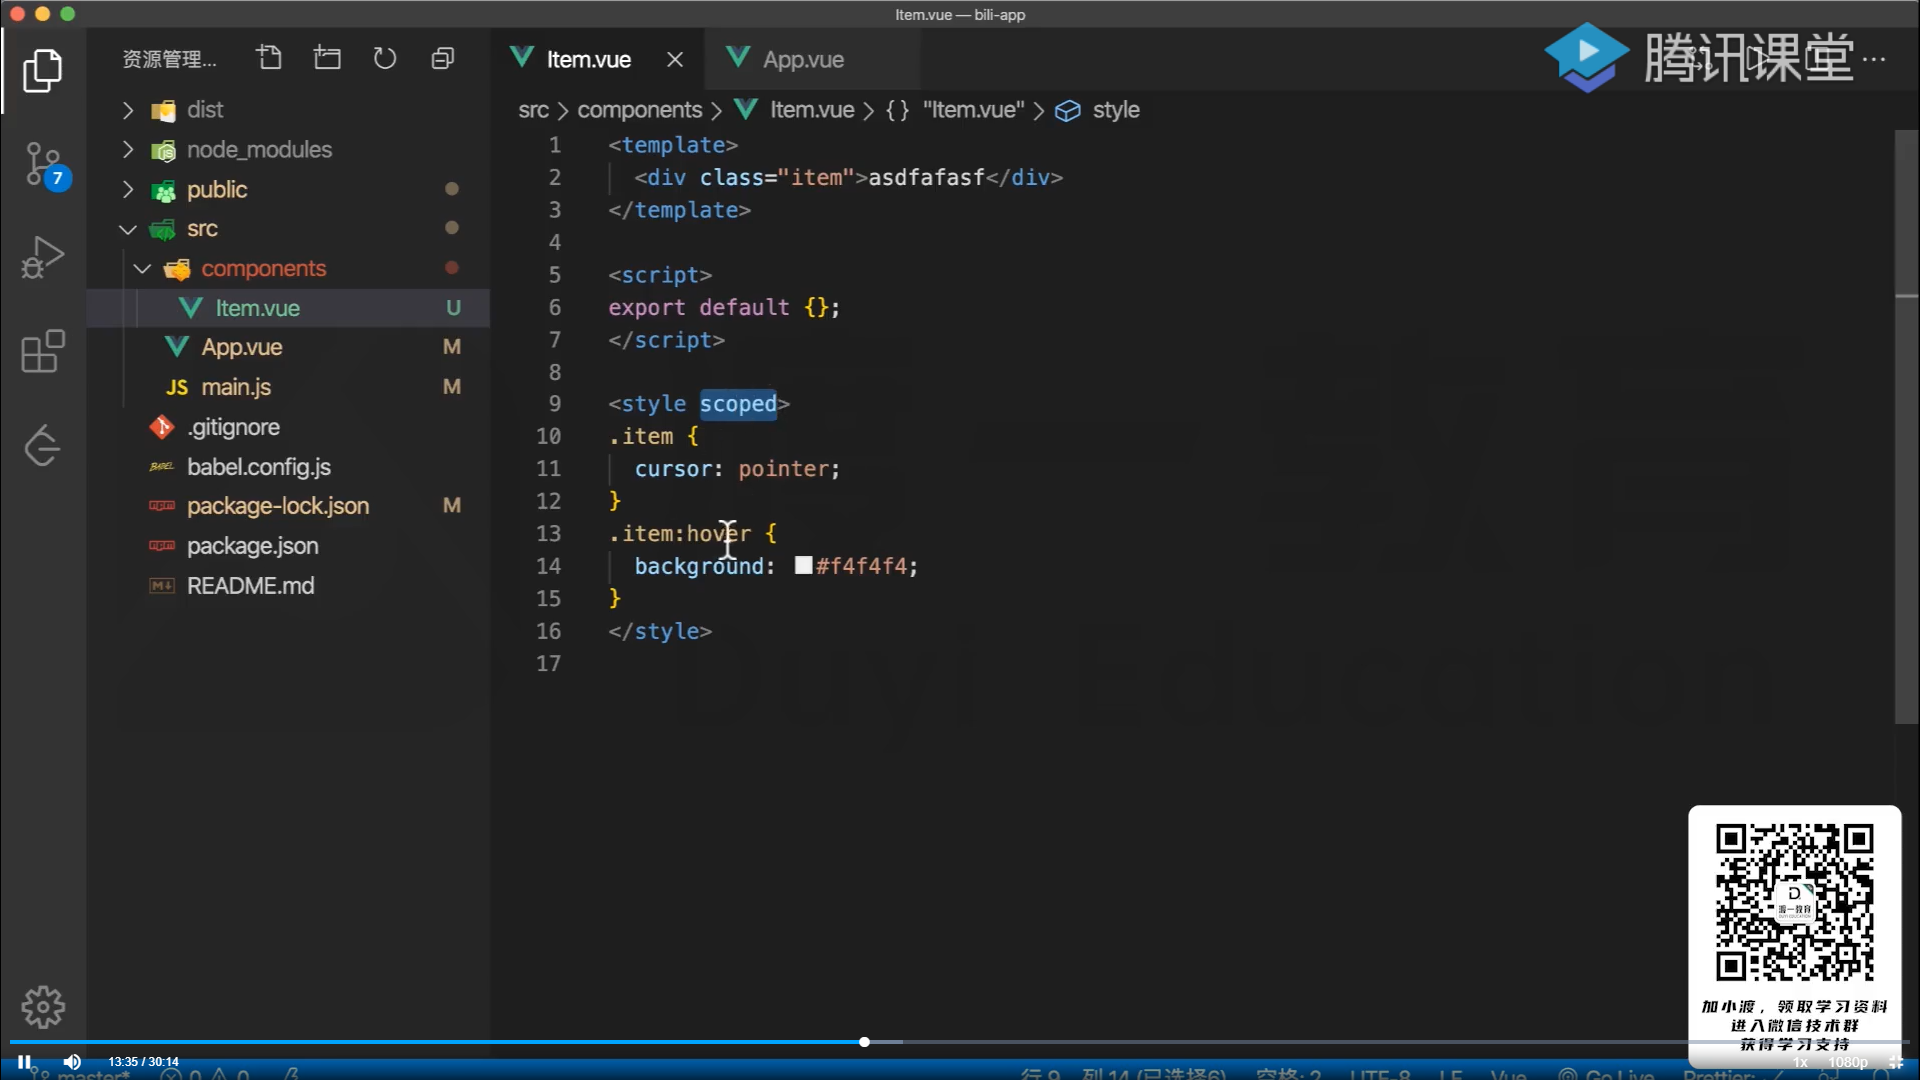 Item.vue — bili-app
资源管理...
Item.vue
App.vue
腾讯课堂
src > components > Item.vue > {} "Item.vue" > style
dist
node_modules
public
src
components
Item.vue U
App.vue M
JS main.js M
.gitignore
babel.config.js
package-lock.json M
package.json
README.md
7
1 <template>
2 <div class="item">asdfafasf</div>
3 </template>
4
5 <script>
6 export default {};
7 </script>
8
9 <style scoped>
10 .item {
11 cursor: pointer;
12 }
13 .item:hover {
14 background: #f4f4f4;
15 }
16 </style>
17
Duyi Education
渡一教育
加小渡，领取学习资料
进入微信技术群
获得学习支持
13:35 / 30:14
1x 1080p
master* 0 0
行 9，列 14 (已选择6) 空格: 2 UTF-8 LF Vue Go Live Prettier: ✓